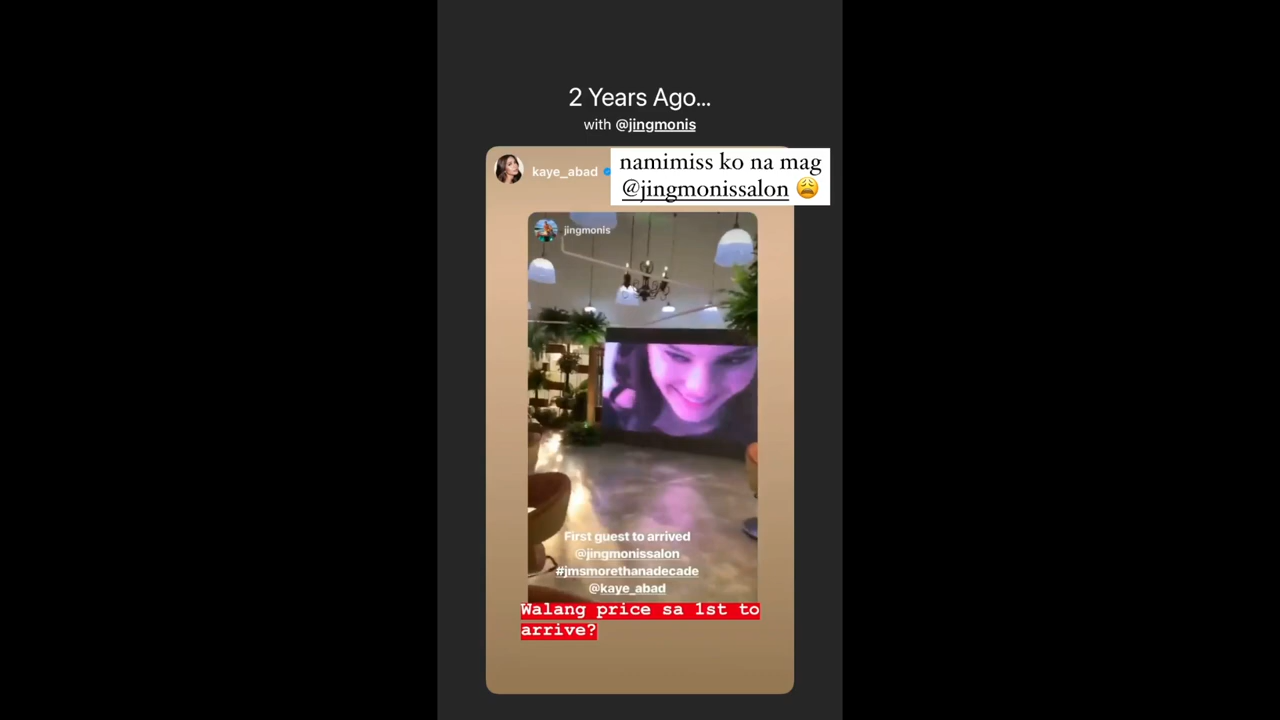 2 Years Ago...
with @jingmonis
kaye_abad
namimiss ko na mag
@jingmonissalon 😩
jingmonis
First guest to arrived
@jingmonissalon
#jmsmorethanadecade
@kaye_abad
Walang price sa 1st to
arrive?